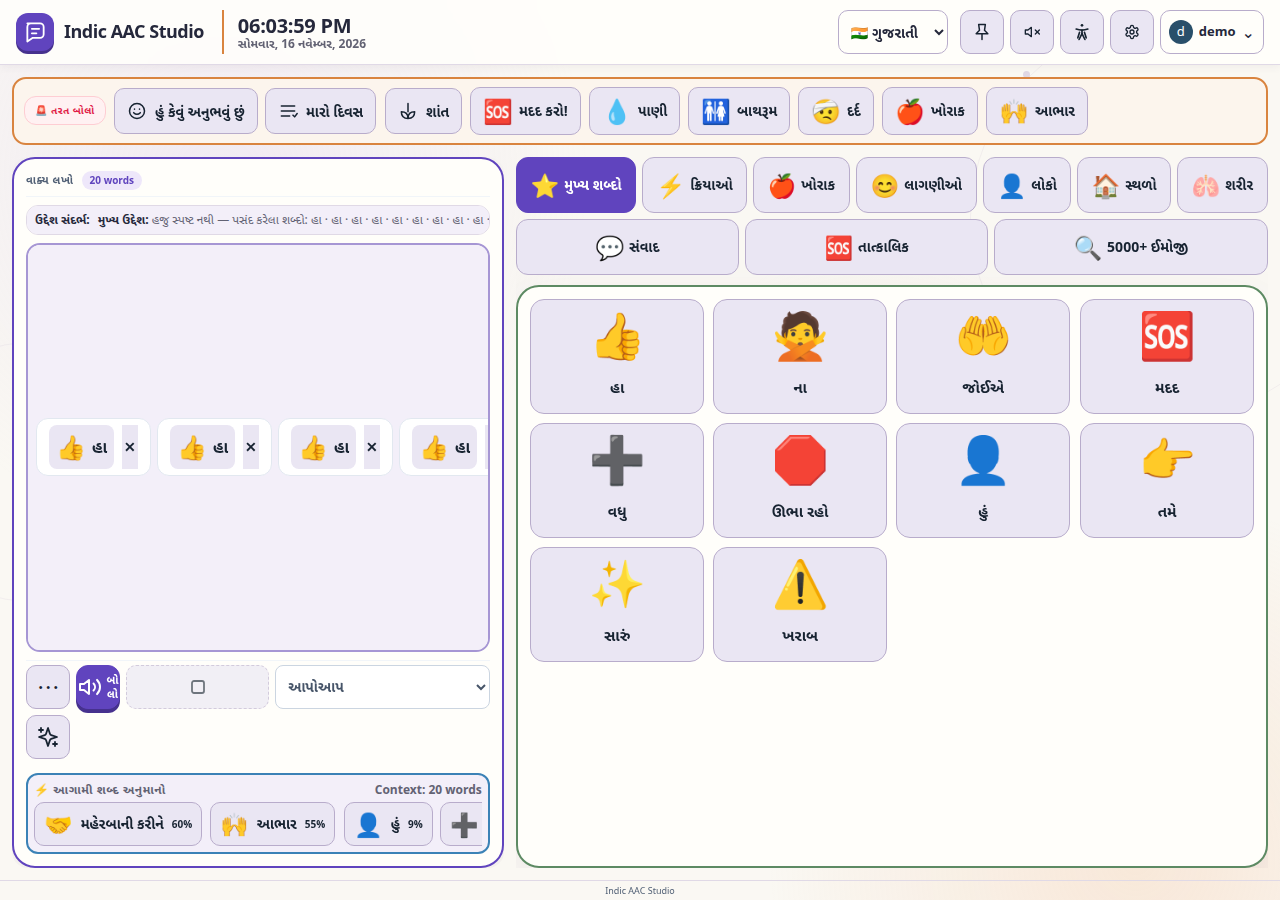 Indic AAC Studio
06:03:59 PM
સોમવાર, 16 નવેમ્બર, 2026
🇮🇳 ગુજરાતી
d demo
🚨 તરત બોલો
હું કેવું અનુભવું છું
મારો દિવસ
શાંત
🆘 મદદ કરો!
પાણી
બાથરૂમ
દર્દ
ખોરાક
આભાર
વાક્ય લખો 20 words
ઉદ્દેશ સંદર્ભ: મુખ્ય ઉદ્દેશ: હજુ સ્પષ્ટ નથી — પસંદ કરેલા શબ્દો: હા · હા · હા · હા · હા · હા · હા · હા · હા ·
હા ×
હા ×
હા ×
હા
બોલો
આપોઆપ
⚡ આગામી શબ્દ અનુમાનો
Context: 20 words
મહેરબાની કરીને 60%
આભાર 55%
હું 9%
મુખ્ય શબ્દો
ક્રિયાઓ
ખોરાક
લાગણીઓ
લોકો
સ્થળો
શરીર
સંવાદ
🆘 તાત્કાલિક
5000+ ઈમોજી
હા
ના
જોઈએ
🆘
મદદ
વધુ
ઊભા રહો
હું
તમે
સારું
ખરાબ
Indic AAC Studio